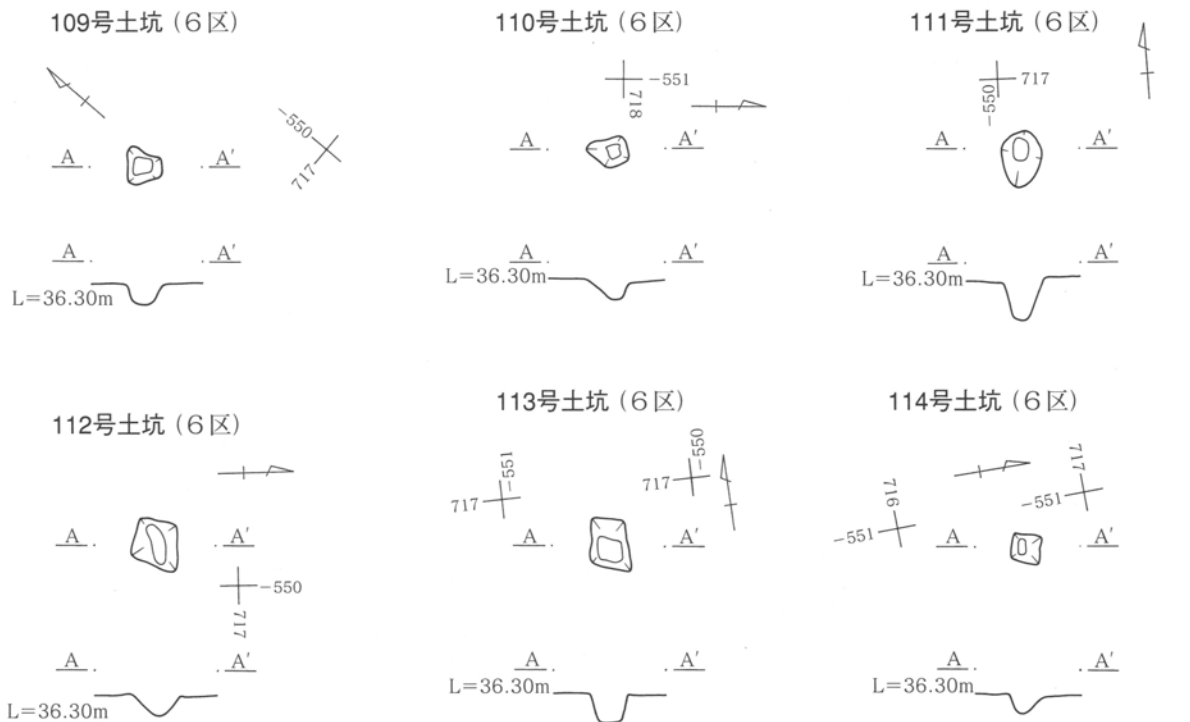 109号土坑（6区）
-550
717
A A′
A A′
L=36.30m
110号土坑（6区）
-551
718
A A′
A A′
L=36.30m
111号土坑（6区）
717
-550
A A′
A A′
L=36.30m
112号土坑（6区）
A A′
-550
717
A A′
L=36.30m
113号土坑（6区）
-551
717
-550
717
A A′
A A′
L=36.30m
114号土坑（6区）
717
-551
716
-551
A A′
A A′
L=36.30m